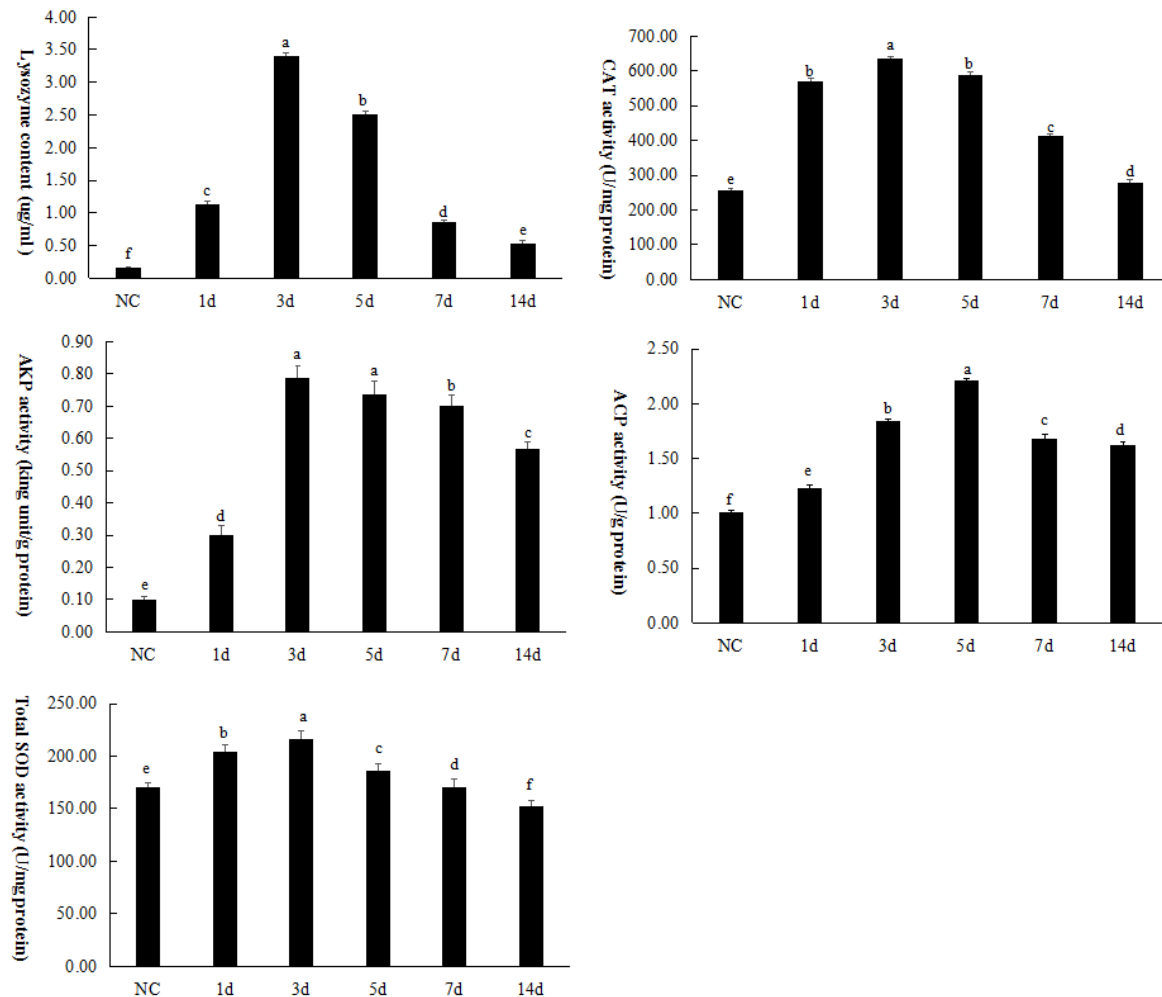 Lysozyme content (ug/ml)
4.00
3.50
3.00
2.50
2.00
1.50
1.00
0.50
0.00
f
c
a
b
d
e
NC 1d 3d 5d 7d 14d
CAT activity (U/mgprotein)
700.00
600.00
500.00
400.00
300.00
200.00
100.00
0.00
e
b
a
b
c
d
NC 1d 3d 5d 7d 14d
AKP activity (king unit/g protein)
0.90
0.80
0.70
0.60
0.50
0.40
0.30
0.20
0.10
0.00
e
d
a
a
b
c
NC 1d 3d 5d 7d 14d
ACP activity (U/g protein)
2.50
2.00
1.50
1.00
0.50
0.00
f
e
b
a
c
d
NC 1d 3d 5d 7d 14d
Total SOD activity (U/mgprotein)
250.00
200.00
150.00
100.00
50.00
0.00
e
b
a
c
d
f
NC 1d 3d 5d 7d 14d